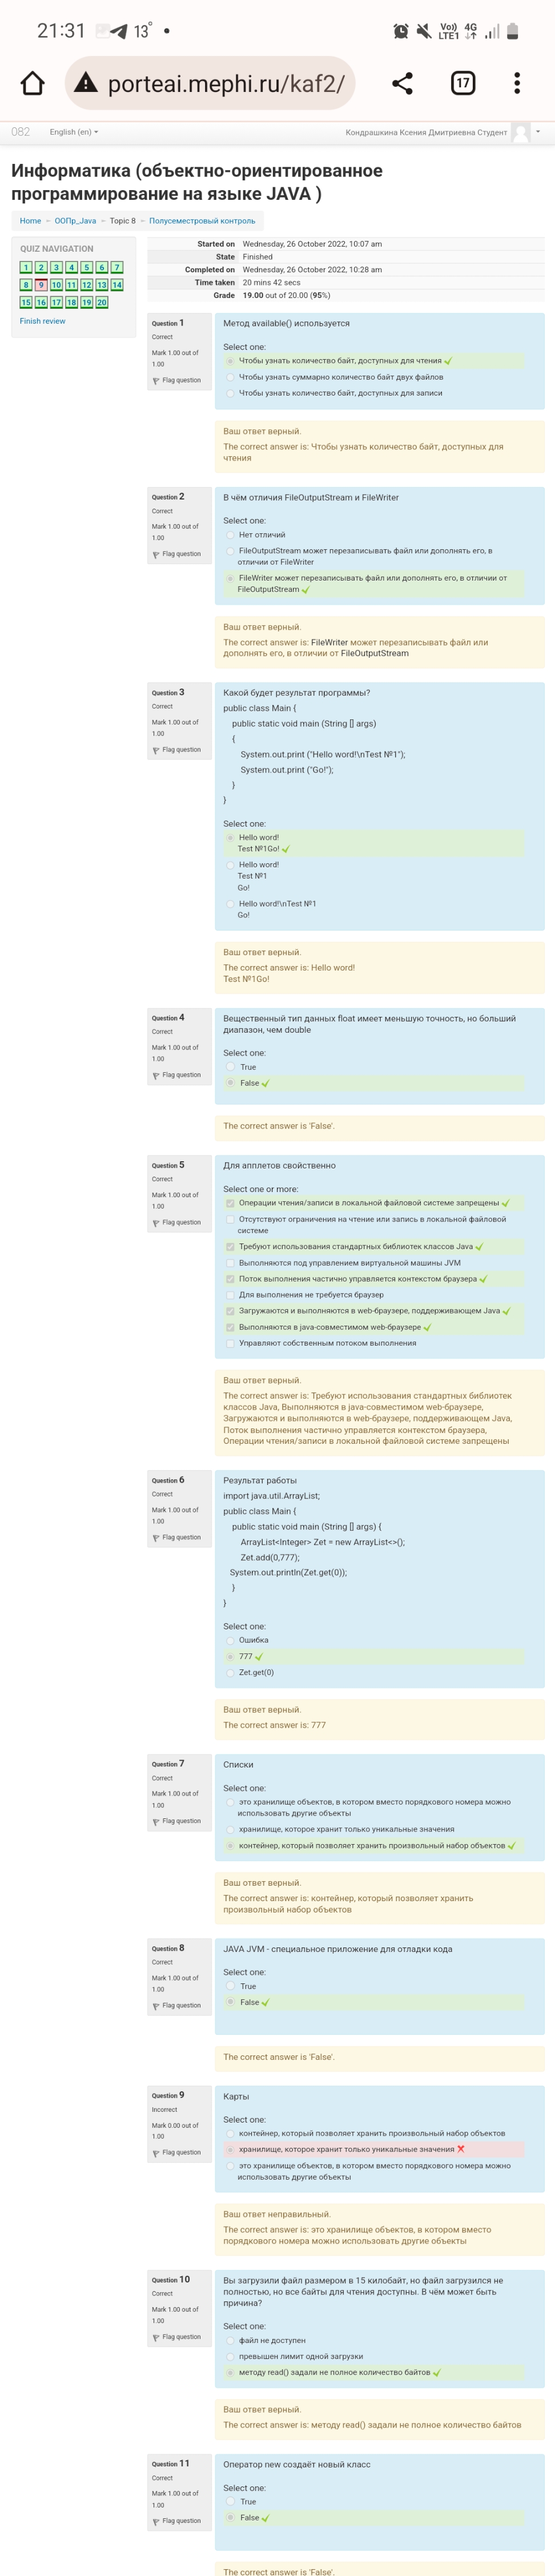 21:31 13°
Vo)) LTE1 4G
porteai.mephi.ru/kaf2/ 17
082 English (en) Кондрашкина Ксения Дмитриевна Студент
Информатика (объектно-ориентированное
программирование на языке JAVA )
Home ООПр_Java Topic 8 Полусеместровый контроль
QUIZ NAVIGATION
1 2 3 4 5 6 7
8 9 10 11 12 13 14
15 16 17 18 19 20
Finish review
Started on Wednesday, 26 October 2022, 10:07 am
State Finished
Completed on Wednesday, 26 October 2022, 10:28 am
Time taken 20 mins 42 secs
Grade 19.00 out of 20.00 (95%)
Question 1
Correct
Mark 1.00 out of
1.00
Flag question
Метод available() используется
Select one:
Чтобы узнать количество байт, доступных для чтения
Чтобы узнать суммарно количество байт двух файлов
Чтобы узнать количество байт, доступных для записи
Ваш ответ верный.
The correct answer is: Чтобы узнать количество байт, доступных для
чтения
Question 2
Correct
Mark 1.00 out of
1.00
Flag question
В чём отличия FileOutputStream и FileWriter
Select one:
Нет отличий
FileOutputStream может перезаписывать файл или дополнять его, в
отличии от FileWriter
FileWriter может перезаписывать файл или дополнять его, в отличии от
FileOutputStream
Ваш ответ верный.
The correct answer is: FileWriter может перезаписывать файл или
дополнять его, в отличии от FileOutputStream
Question 3
Correct
Mark 1.00 out of
1.00
Flag question
Какой будет результат программы?
public class Main {
public static void main (String [] args)
{
System.out.print ("Hello word!\nTest №1");
System.out.print ("Go!");
}
}
Select one:
Hello word!
Test №1Go!
Hello word!
Test №1
Go!
Hello word!\nTest №1
Go!
Ваш ответ верный.
The correct answer is: Hello word!
Test №1Go!
Question 4
Correct
Mark 1.00 out of
1.00
Flag question
Вещественный тип данных float имеет меньшую точность, но больший
диапазон, чем double
Select one:
True
False
The correct answer is 'False'.
Question 5
Correct
Mark 1.00 out of
1.00
Flag question
Для апплетов свойственно
Select one or more:
Операции чтения/записи в локальной файловой системе запрещены
Отсутствуют ограничения на чтение или запись в локальной файловой
системе
Требуют использования стандартных библиотек классов Java
Выполняются под управлением виртуальной машины JVM
Поток выполнения частично управляется контекстом браузера
Для выполнения не требуется браузер
Загружаются и выполняются в web-браузере, поддерживающем Java
Выполняются в java-совместимом web-браузере
Управляют собственным потоком выполнения
Ваш ответ верный.
The correct answer is: Требуют использования стандартных библиотек
классов Java, Выполняются в java-совместимом web-браузере,
Загружаются и выполняются в web-браузере, поддерживающем Java,
Поток выполнения частично управляется контекстом браузера,
Операции чтения/записи в локальной файловой системе запрещены
Question 6
Correct
Mark 1.00 out of
1.00
Flag question
Результат работы
import java.util.ArrayList;
public class Main {
public static void main (String [] args) {
ArrayList<Integer> Zet = new ArrayList<>();
Zet.add(0,777);
System.out.println(Zet.get(0));
}
}
Select one:
Ошибка
777
Zet.get(0)
Ваш ответ верный.
The correct answer is: 777
Question 7
Correct
Mark 1.00 out of
1.00
Flag question
Списки
Select one:
это хранилище объектов, в котором вместо порядкового номера можно
использовать другие объекты
хранилище, которое хранит только уникальные значения
контейнер, который позволяет хранить произвольный набор объектов
Ваш ответ верный.
The correct answer is: контейнер, который позволяет хранить
произвольный набор объектов
Question 8
Correct
Mark 1.00 out of
1.00
Flag question
JAVA JVM - специальное приложение для отладки кода
Select one:
True
False
The correct answer is 'False'.
Question 9
Incorrect
Mark 0.00 out of
1.00
Flag question
Карты
Select one:
контейнер, который позволяет хранить произвольный набор объектов
хранилище, которое хранит только уникальные значения
это хранилище объектов, в котором вместо порядкового номера можно
использовать другие объекты
Ваш ответ неправильный.
The correct answer is: это хранилище объектов, в котором вместо
порядкового номера можно использовать другие объекты
Question 10
Correct
Mark 1.00 out of
1.00
Flag question
Вы загрузили файл размером в 15 килобайт, но файл загрузился не
полностью, но все байты для чтения доступны. В чём может быть
причина?
Select one:
файл не доступен
превышен лимит одной загрузки
методу read() задали не полное количество байтов
Ваш ответ верный.
The correct answer is: методу read() задали не полное количество байтов
Question 11
Correct
Mark 1.00 out of
1.00
Flag question
Оператор new создаёт новый класс
Select one:
True
False
The correct answer is 'False'.